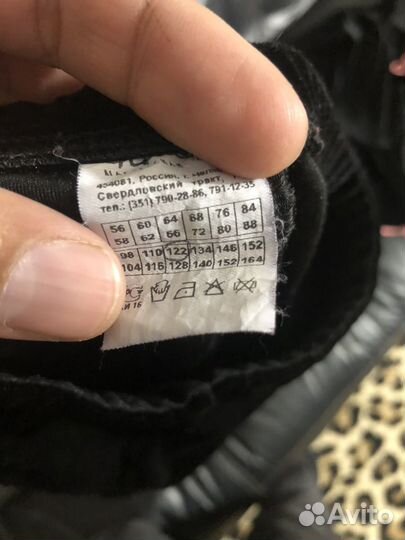 454081, Россия, г.
Свердловский тракт,
тел.: (351) 790-28-86, 791-12-35
56 60 64 68 76 84
58 62 66 72 80 88
98 110 122 134 146 152
104 116 128 140 152 164
Avito